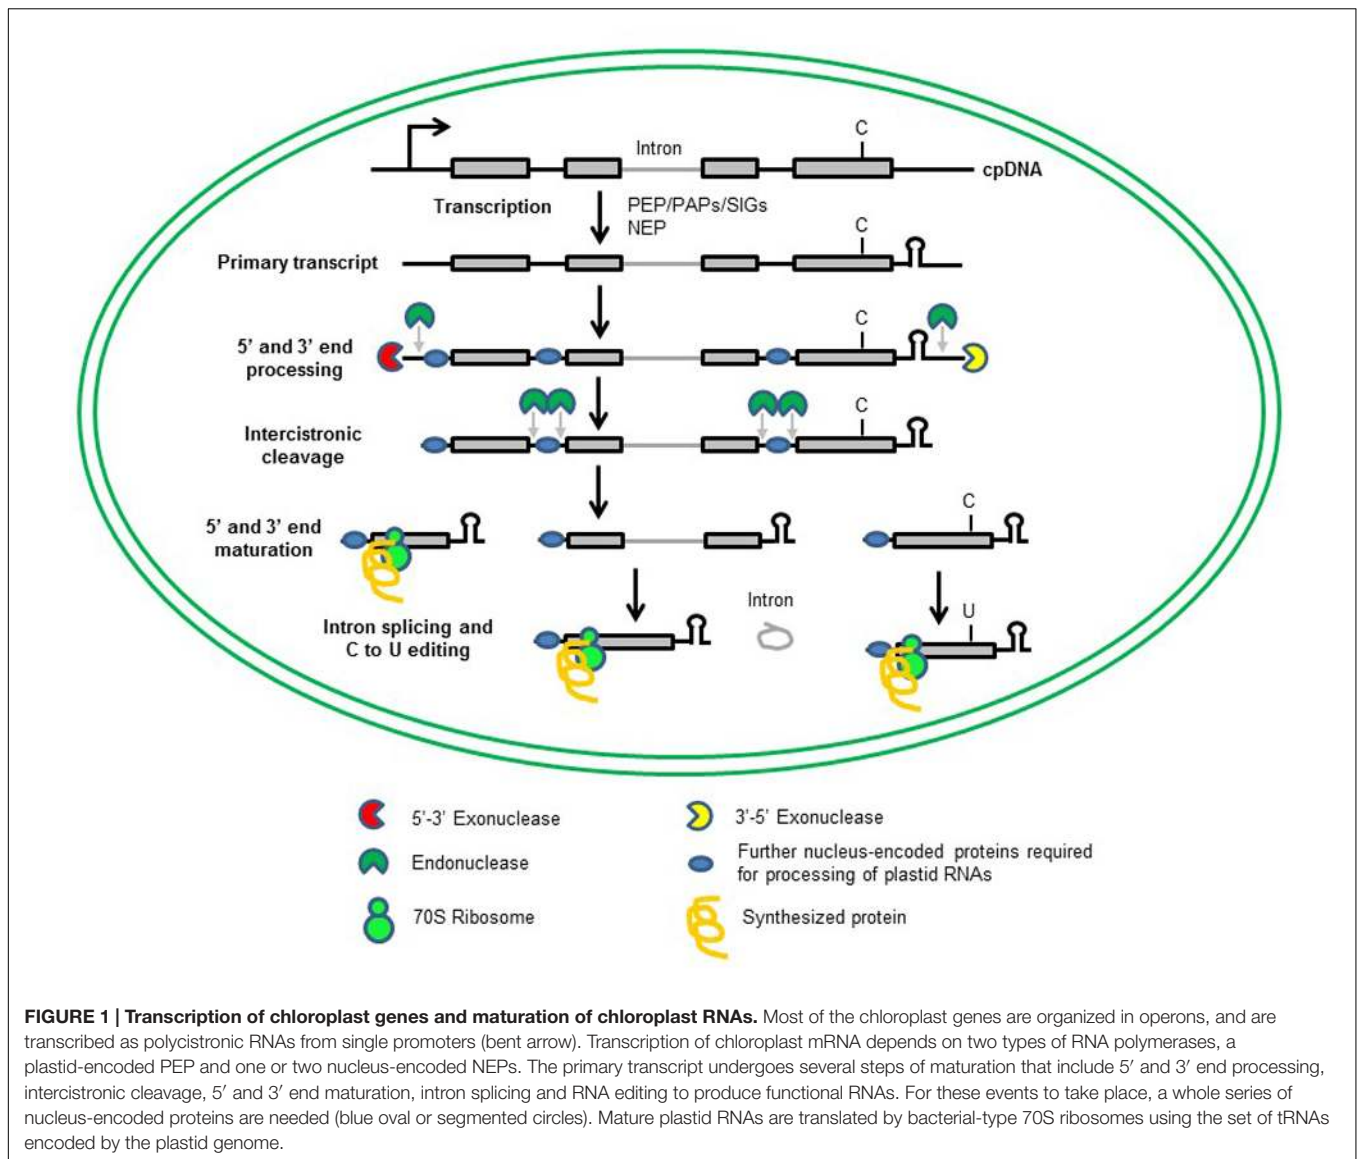 C
Intron
cpDNA
Transcription
PEP/PAPs/SIGs
NEP
C
Primary transcript
C
5' and 3' end
processing
C
Intercistronic
cleavage
C
5' and 3' end
maturation
Intron
U
Intron splicing and
C to U editing
5'-3' Exonuclease
3'-5' Exonuclease
Endonuclease
Further nucleus-encoded proteins required
for processing of plastid RNAs
70S Ribosome
Synthesized protein
FIGURE 1 | Transcription of chloroplast genes and maturation of chloroplast RNAs. Most of the chloroplast genes are organized in operons, and are
transcribed as polycistronic RNAs from single promoters (bent arrow). Transcription of chloroplast mRNA depends on two types of RNA polymerases, a
plastid-encoded PEP and one or two nucleus-encoded NEPs. The primary transcript undergoes several steps of maturation that include 5′ and 3′ end processing,
intercistronic cleavage, 5′ and 3′ end maturation, intron splicing and RNA editing to produce functional RNAs. For these events to take place, a whole series of
nucleus-encoded proteins are needed (blue oval or segmented circles). Mature plastid RNAs are translated by bacterial-type 70S ribosomes using the set of tRNAs
encoded by the plastid genome.